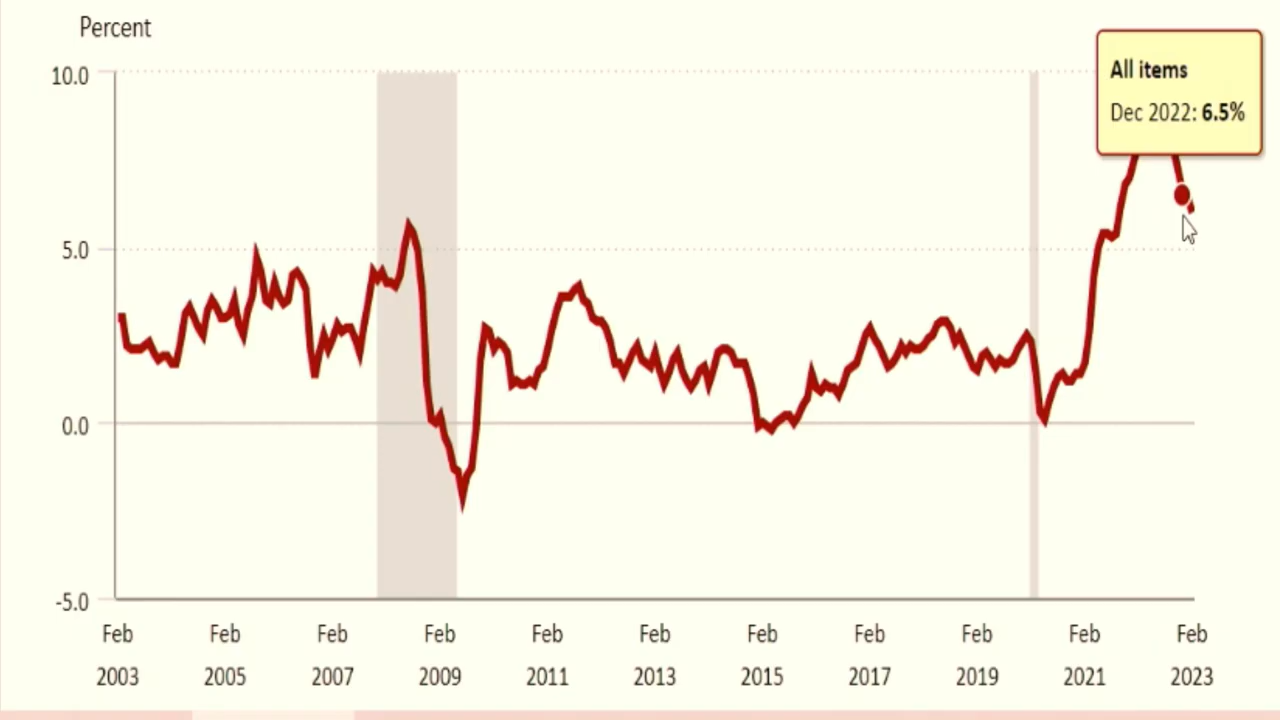 Percent
10.0
All items
Dec 2022: 6.5%
5.0
0.0
-5.0
Feb Feb Feb Feb Feb Feb Feb Feb Feb Feb Feb
2003 2005 2007 2009 2011 2013 2015 2017 2019 2021 2023